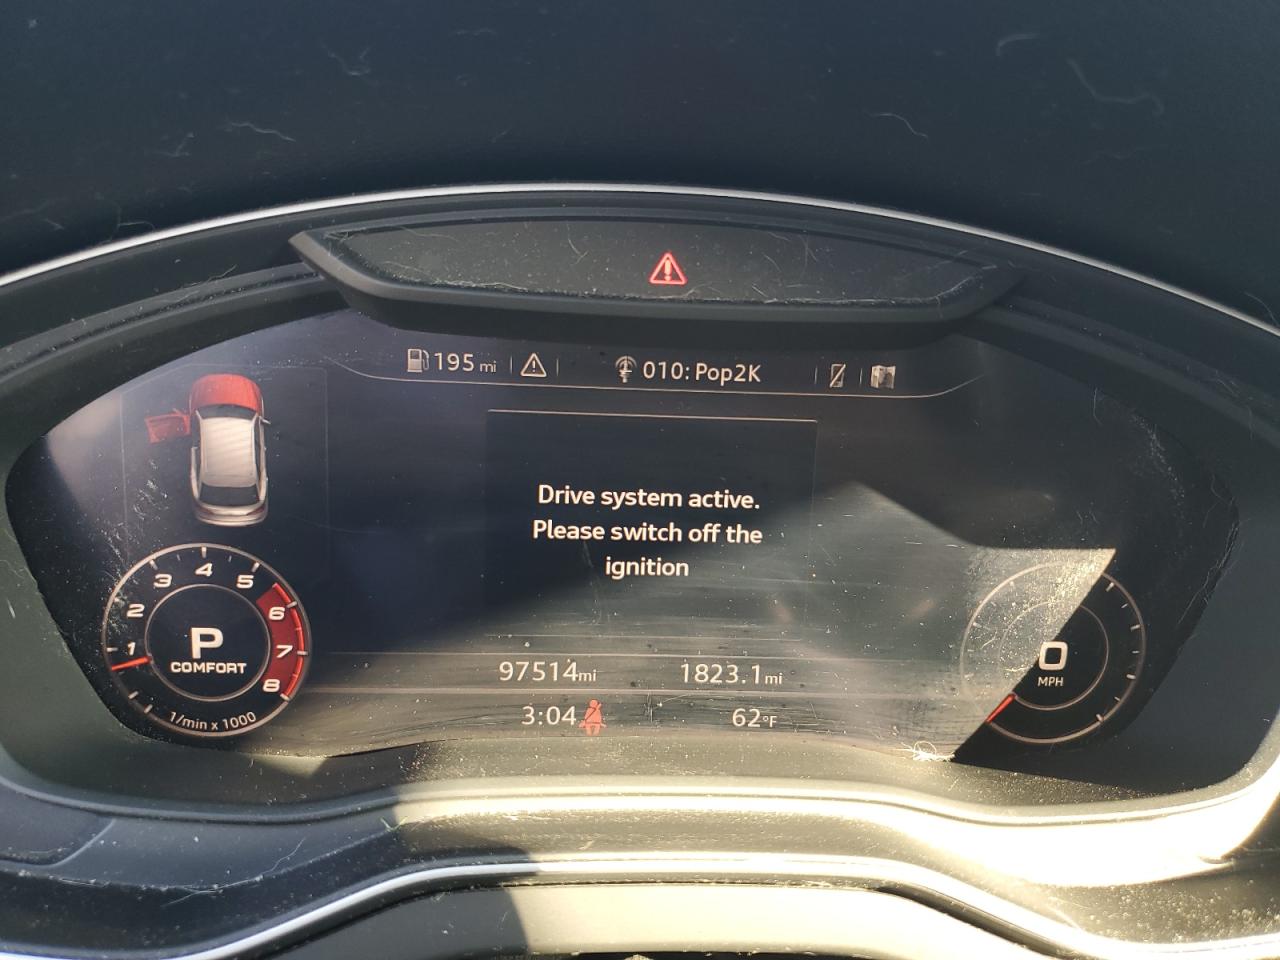 195 mi
010: Pop2K
Drive system active.
Please switch off the
ignition
1 2 3 4 5 6 7 8
P
COMFORT
1/min x 1000
0
MPH
97514mi 1823.1mi
3:04 62°F